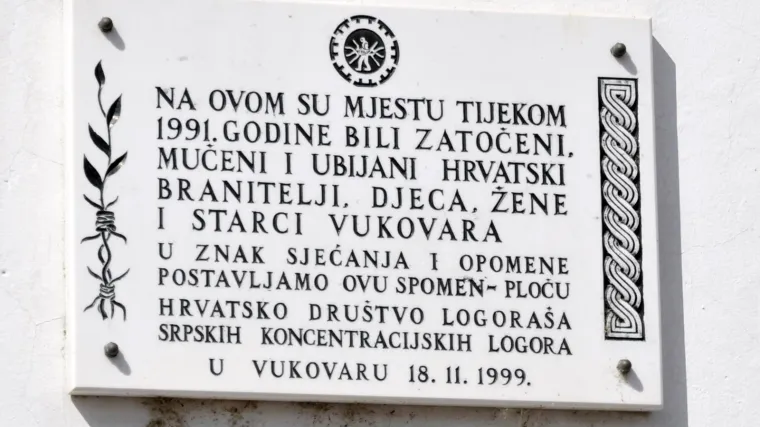 NA OVOM SU MJESTU TIJEKOM
1991. GODINE BILI ZATOČENI,
MUČENI I UBIJANI HRVATSKI
BRANITELJI, DJECA, ŽENE
I STARCI VUKOVARA
U ZNAK SJEĆANJA I OPOMENE
POSTAVLJAMO OVU SPOMEN-PLOČU
HRVATSKO DRUŠTVO LOGORAŠA
SRPSKIH KONCENTRACIJSKIH LOGORA
U VUKOVARU 18. 11. 1999.